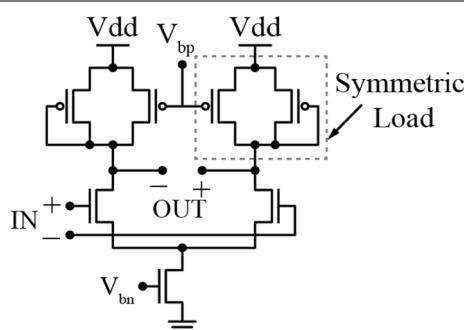 Vdd
V_bp
Vdd
Symmetric
Load
− +
OUT
IN + −
V_bn